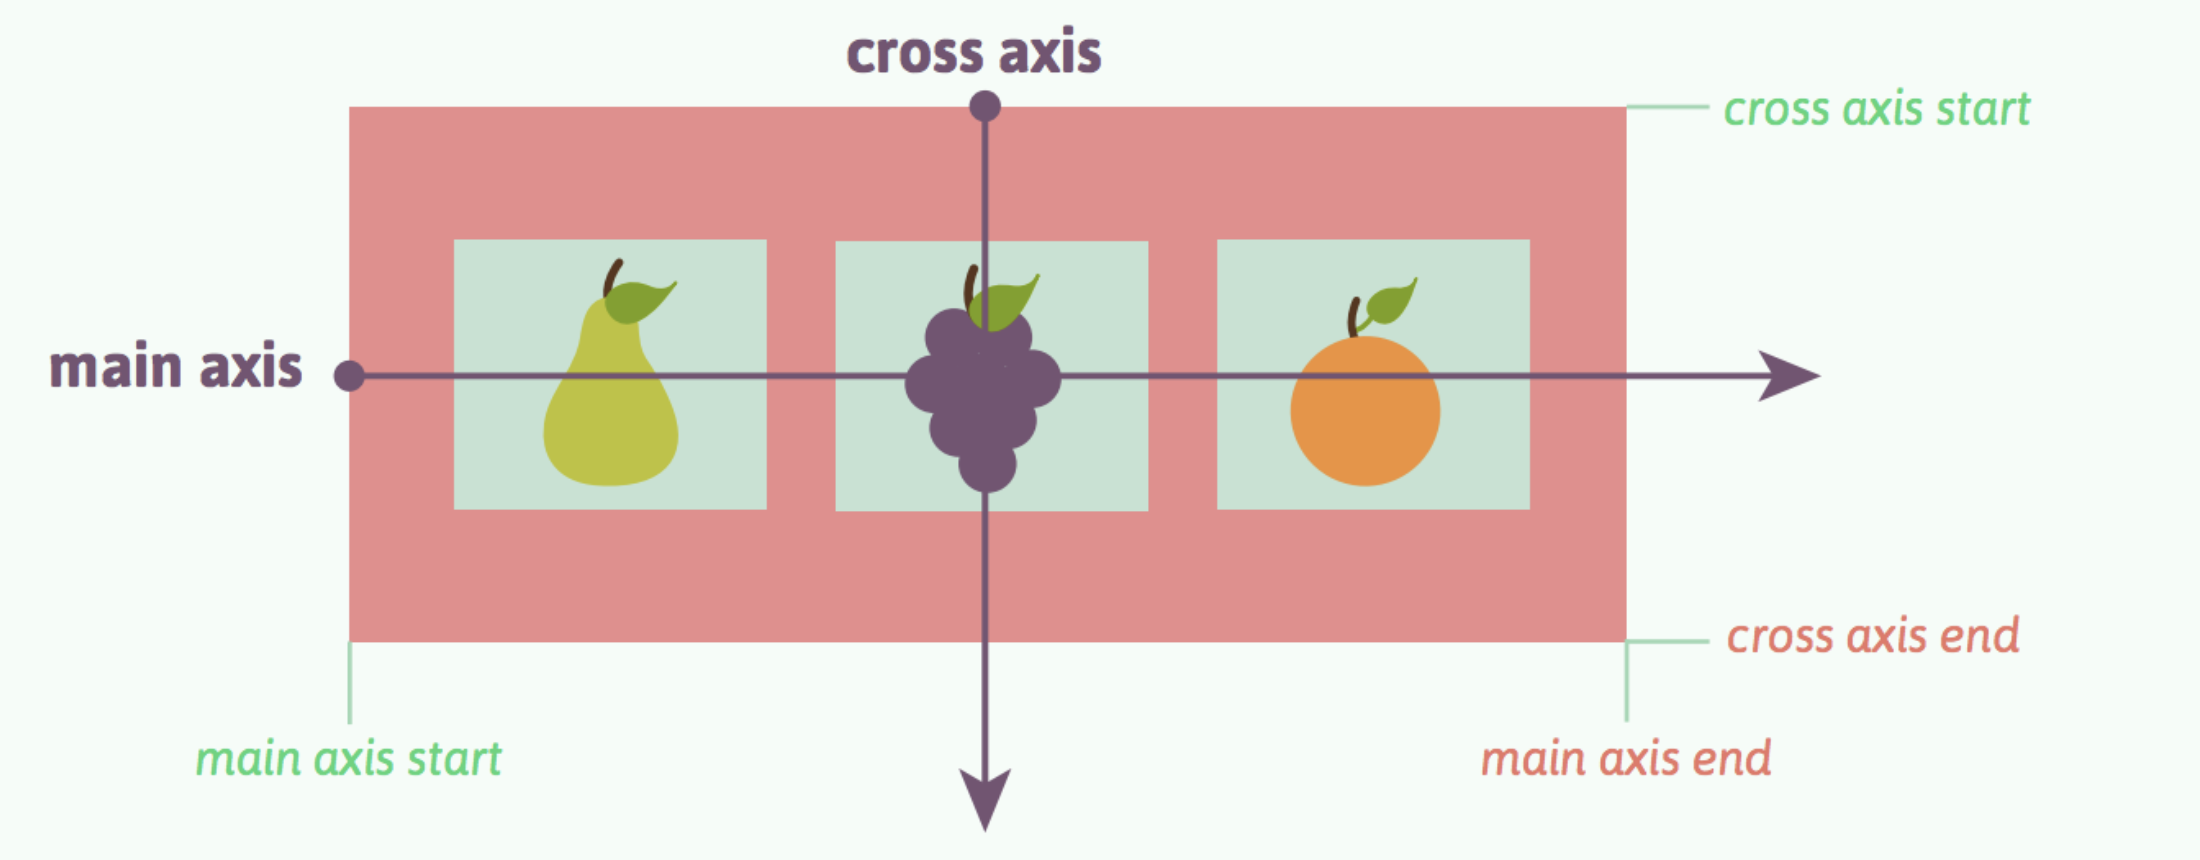 cross axis
cross axis start
main axis
cross axis end
main axis start
main axis end